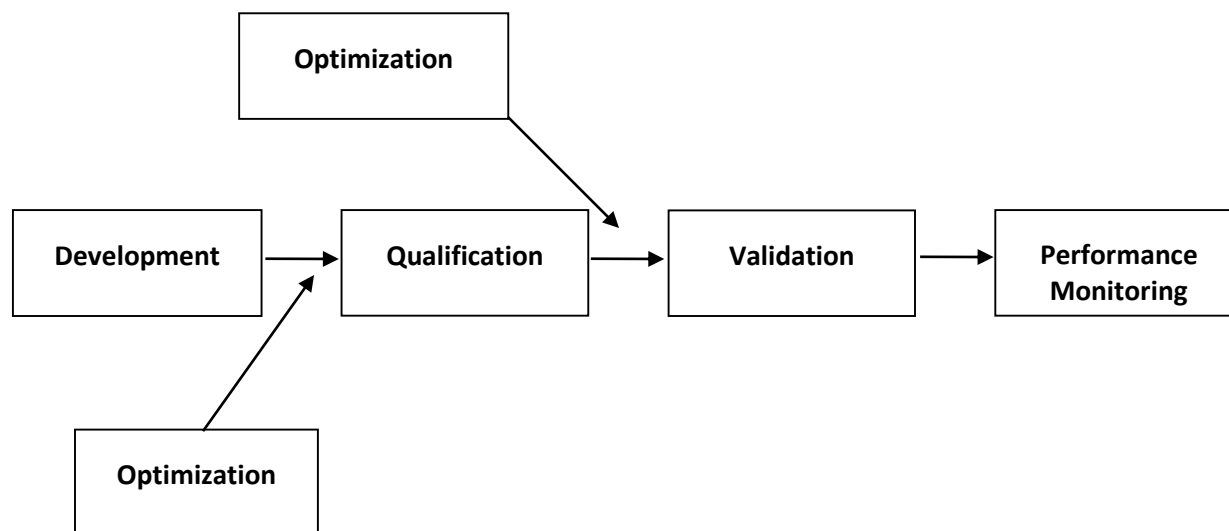 Optimization
Development
Qualification
Validation
Performance
Monitoring
Optimization